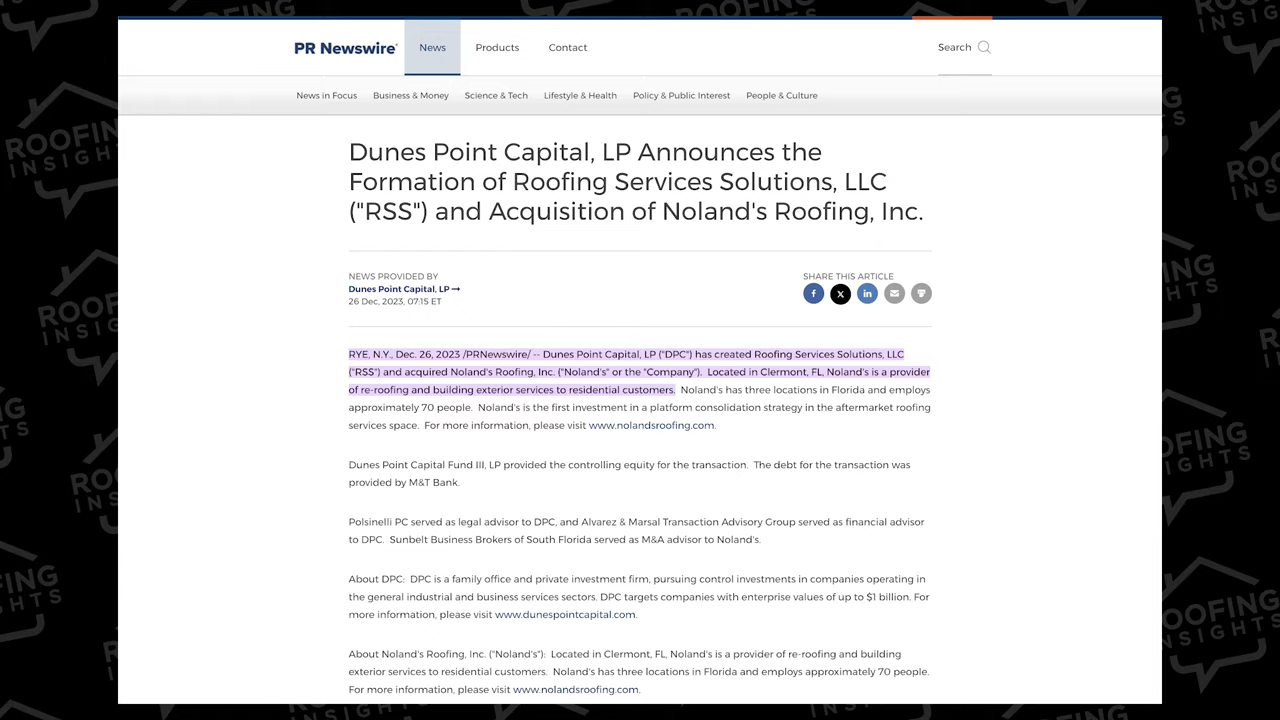 PR Newswire
News
Products
Contact
Search
News in Focus
Business & Money
Science & Tech
Lifestyle & Health
Policy & Public Interest
People & Culture
Dunes Point Capital, LP Announces the
Formation of Roofing Services Solutions, LLC
("RSS") and Acquisition of Noland's Roofing, Inc.
NEWS PROVIDED BY
Dunes Point Capital, LP →
26 Dec, 2023, 07:15 ET
SHARE THIS ARTICLE
RYE, N.Y., Dec. 26, 2023 /PRNewswire/ -- Dunes Point Capital, LP ("DPC") has created Roofing Services Solutions, LLC
("RSS") and acquired Noland's Roofing, Inc. ("Noland's" or the "Company"). Located in Clermont, FL, Noland's is a provider
of re-roofing and building exterior services to residential customers. Noland's has three locations in Florida and employs
approximately 70 people. Noland's is the first investment in a platform consolidation strategy in the aftermarket roofing
services space. For more information, please visit www.nolandsroofing.com.
Dunes Point Capital Fund III, LP provided the controlling equity for the transaction. The debt for the transaction was
provided by M&T Bank.
Polsinelli PC served as legal advisor to DPC, and Alvarez & Marsal Transaction Advisory Group served as financial advisor
to DPC. Sunbelt Business Brokers of South Florida served as M&A advisor to Noland's.
About DPC: DPC is a family office and private investment firm, pursuing control investments in companies operating in
the general industrial and business services sectors. DPC targets companies with enterprise values of up to $1 billion. For
more information, please visit www.dunespointcapital.com.
About Noland's Roofing, Inc. ("Noland's"): Located in Clermont, FL, Noland's is a provider of re-roofing and building
exterior services to residential customers. Noland's has three locations in Florida and employs approximately 70 people.
For more information, please visit www.nolandsroofing.com.
ROOFING
INSIGHTS